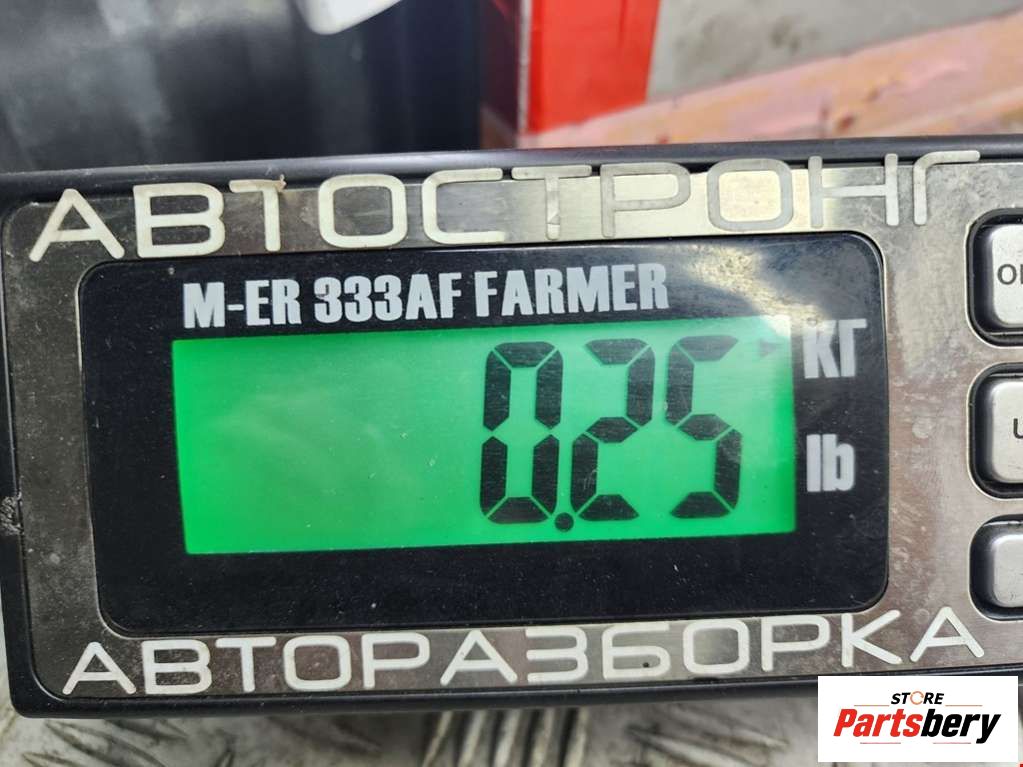 АВТОСТРОНГ
M-ER 333AF FARMER
0.25
КГ
lb
АВТОРАЗБОРКА
STORE
Partsbery